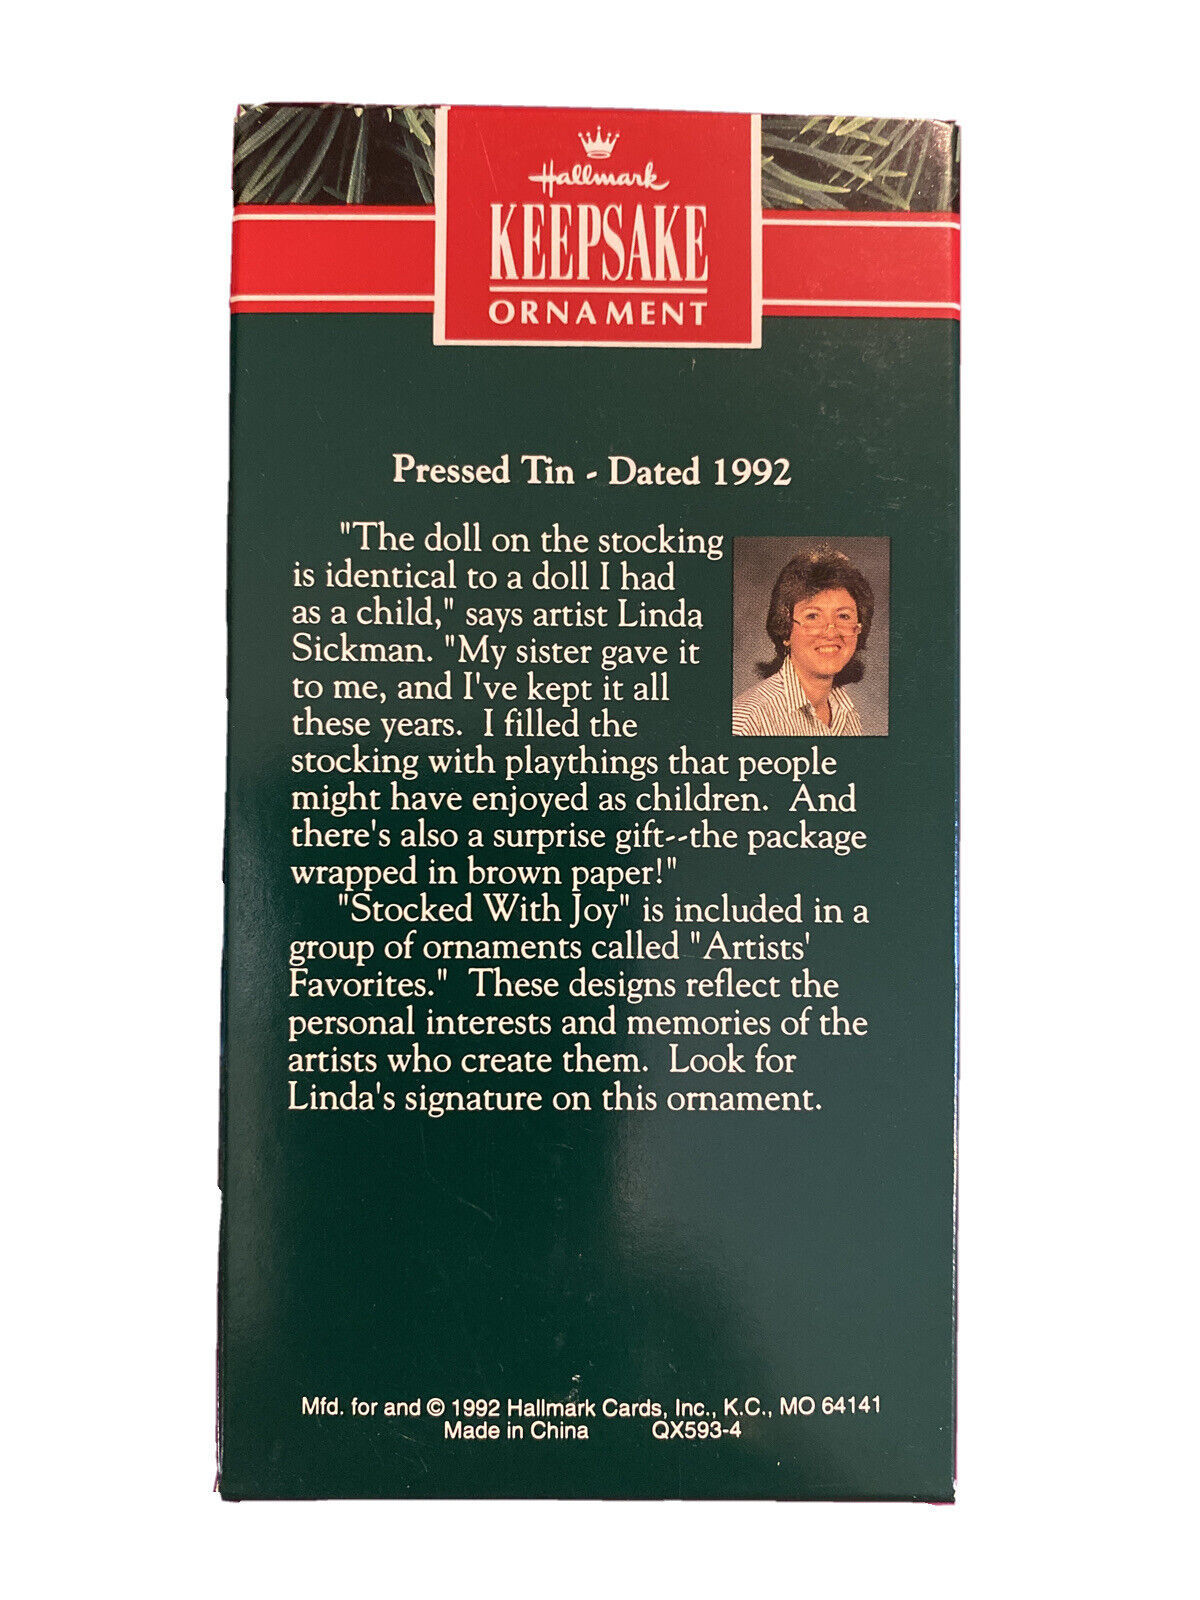 Hallmark
KEEPSAKE
ORNAMENT
Pressed Tin - Dated 1992
"The doll on the stocking
is identical to a doll I had
as a child," says artist Linda
Sickman. "My sister gave it
to me, and I've kept it all
these years. I filled the
stocking with playthings that people
might have enjoyed as children. And
there's also a surprise gift--the package
wrapped in brown paper!"
"Stocked With Joy" is included in a
group of ornaments called "Artists'
Favorites." These designs reflect the
personal interests and memories of the
artists who create them. Look for
Linda's signature on this ornament.
Mfd. for and © 1992 Hallmark Cards, Inc., K.C., MO 64141
Made in China QX593-4